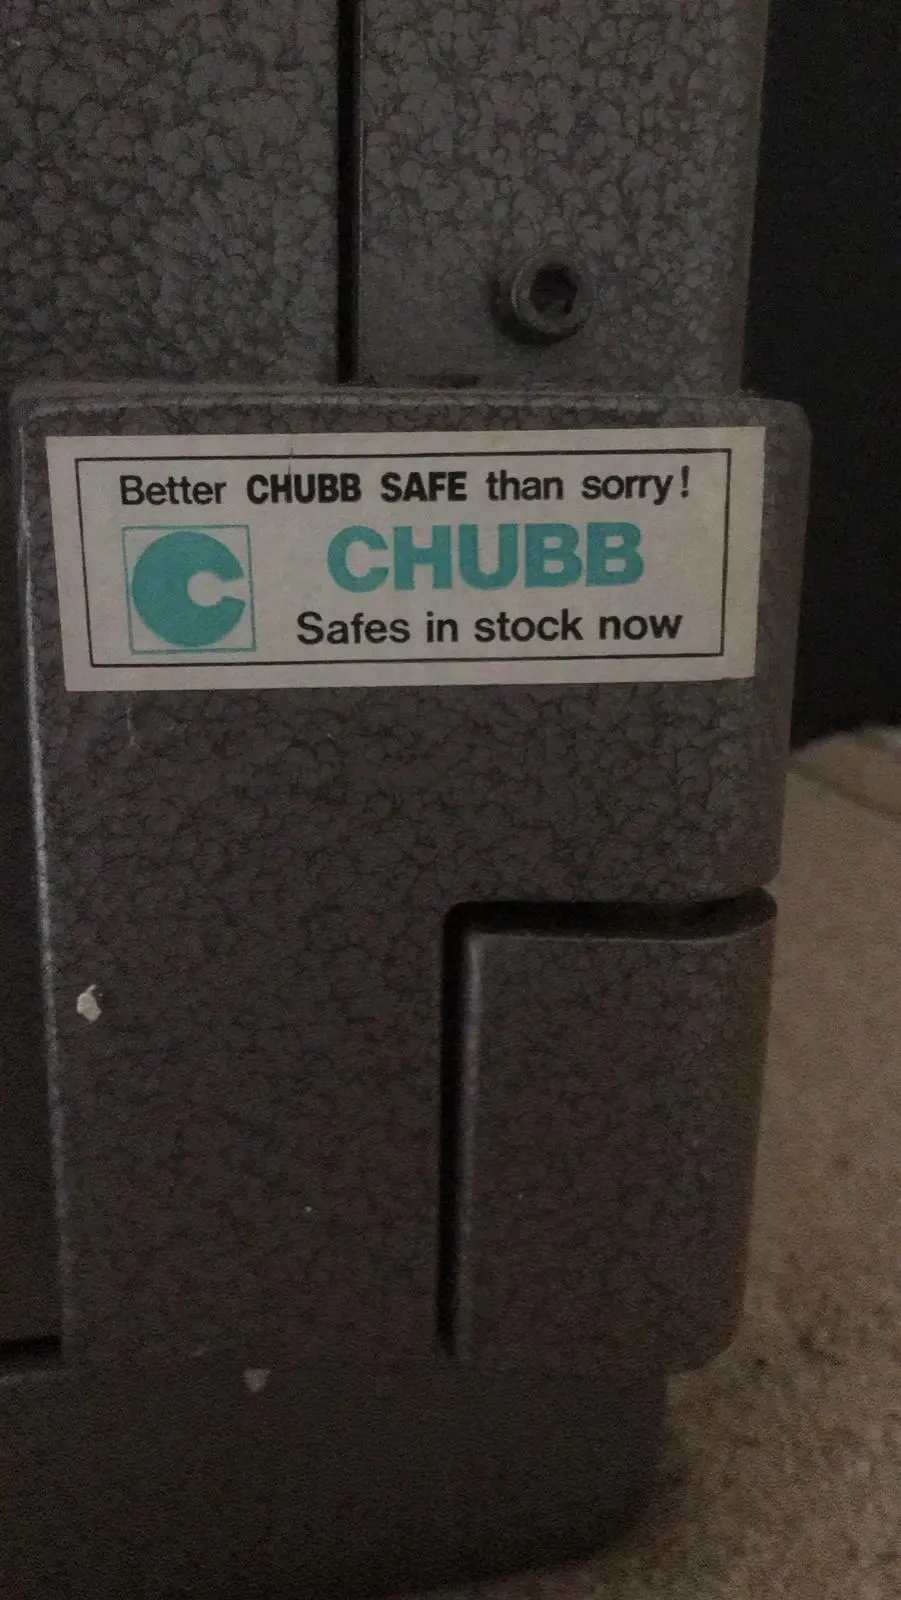 Better CHUBB SAFE than sorry!
CHUBB
Safes in stock now